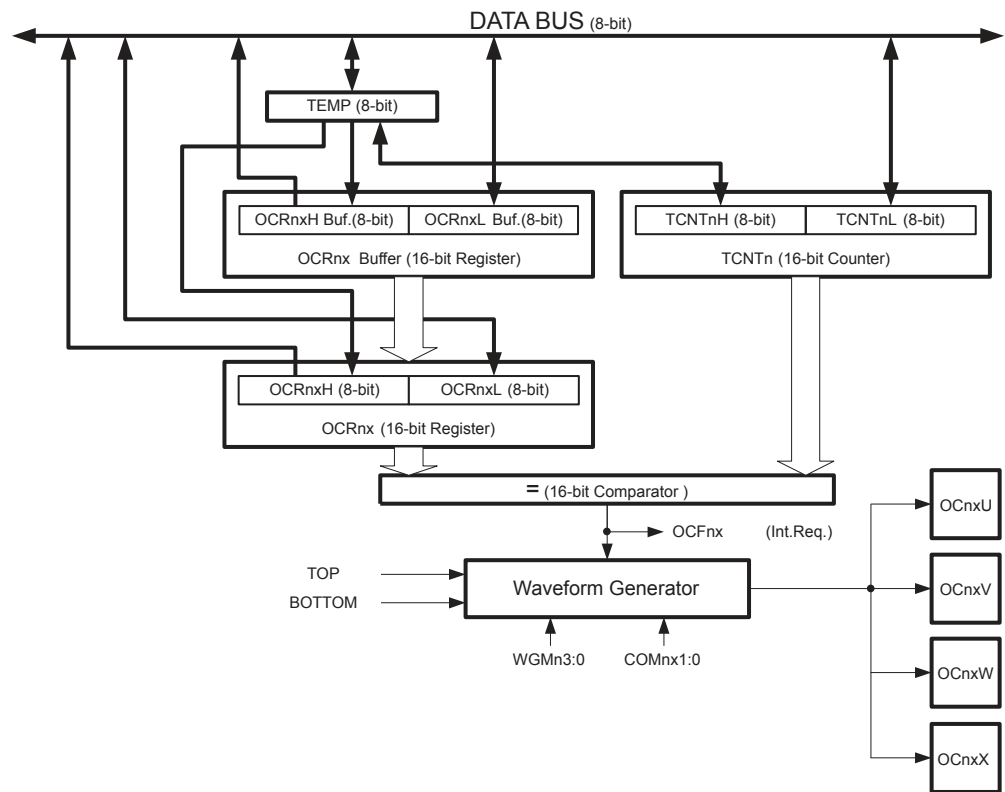 DATA BUS (8-bit)
TEMP (8-bit)
OCRnxH Buf.(8-bit) OCRnxL Buf.(8-bit)
OCRnx Buffer (16-bit Register)
TCNTnH (8-bit) TCNTnL (8-bit)
TCNTn (16-bit Counter)
OCRnxH (8-bit) OCRnxL (8-bit)
OCRnx (16-bit Register)
= (16-bit Comparator )
OCFnx (Int.Req.)
TOP
BOTTOM
Waveform Generator
WGMn3:0 COMnx1:0
OCnxU
OCnxV
OCnxW
OCnxX